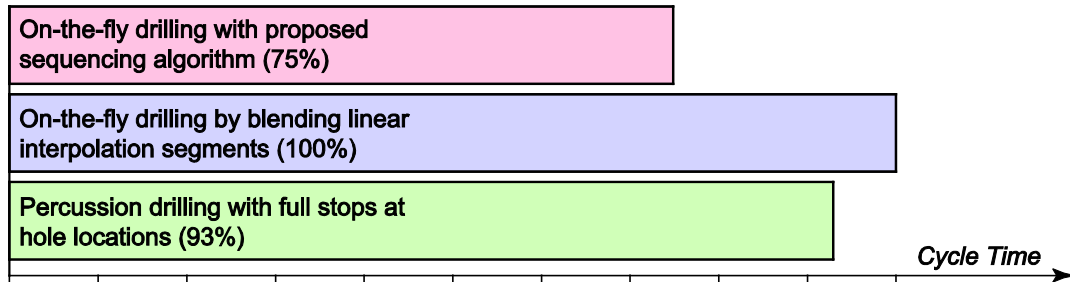 On-the-fly drilling with proposed
sequencing algorithm (75%)
On-the-fly drilling by blending linear
interpolation segments (100%)
Percussion drilling with full stops at
hole locations (93%)
Cycle Time